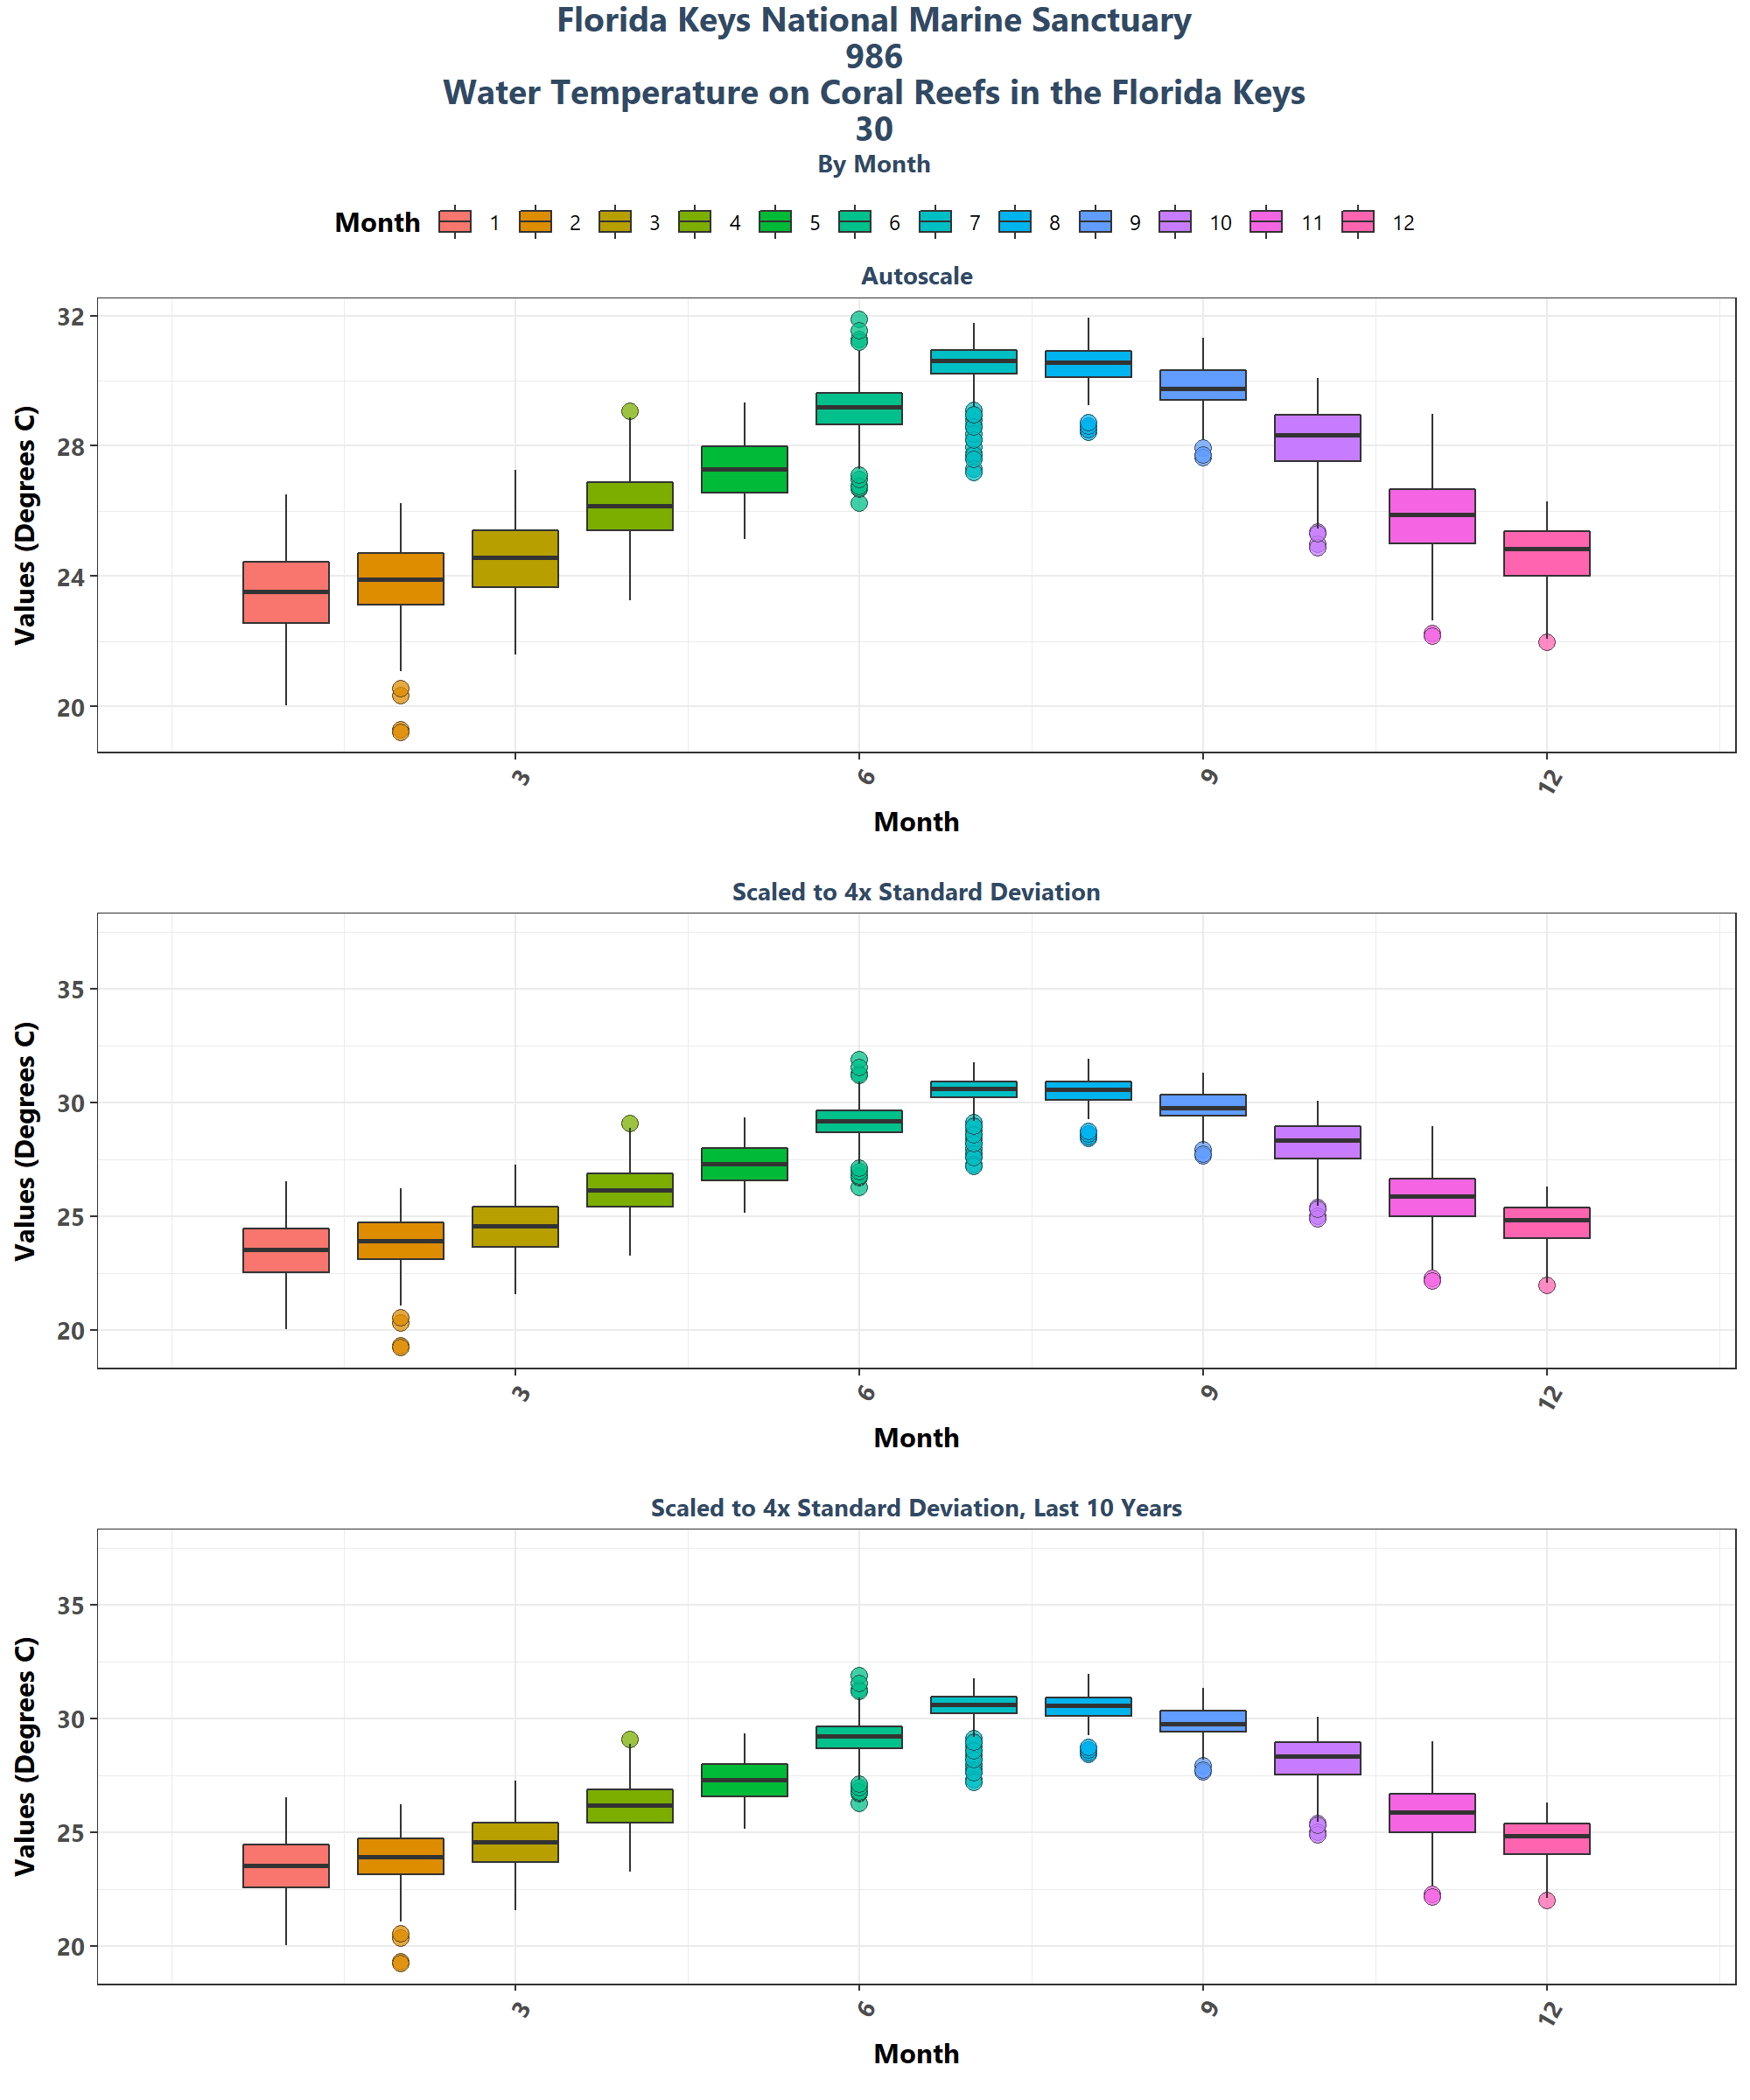 Florida Keys National Marine Sanctuary
986
Water Temperature on Coral Reefs in the Florida Keys
30
By Month
Month 1 2 3 4 5 6 7 8 9 10 11 12
Autoscale
Values (Degrees C)
32
28
24
20
3 6 9 12
Month
Scaled to 4x Standard Deviation
Values (Degrees C)
35
30
25
20
3 6 9 12
Month
Scaled to 4x Standard Deviation, Last 10 Years
Values (Degrees C)
35
30
25
20
3 6 9 12
Month